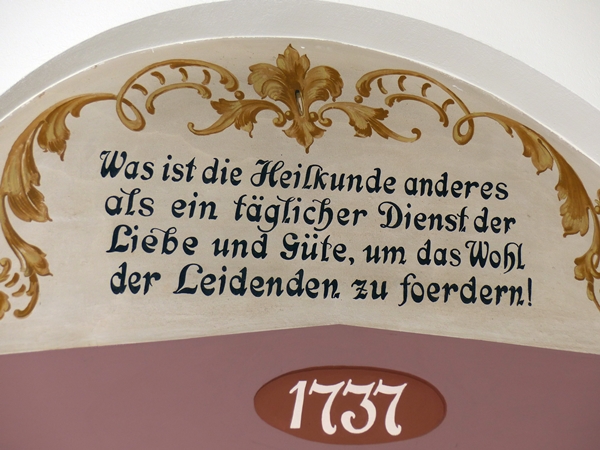 Was ist die Heilkunde anderes
als ein täglicher Dienst der
Liebe und Güte, um das Wohl
der Leidenden zu foerdern!
1737